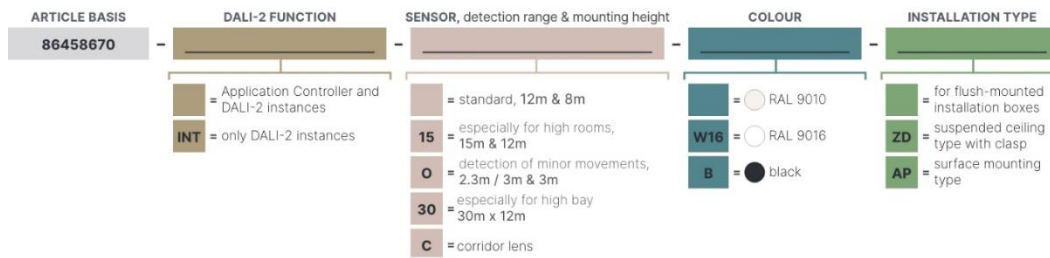 ARTICLE BASIS
86458670
-
DALI-2 FUNCTION
-
SENSOR, detection range & mounting height
-
COLOUR
-
INSTALLATION TYPE
= Application Controller and
DALI-2 instances
INT = only DALI-2 instances
= standard, 12m & 8m
15 = especially for high rooms,
15m & 12m
O = detection of minor movements,
2.3m / 3m & 3m
30 = especially for high bay
30m x 12m
C = corridor lens
= RAL 9010
W16 = RAL 9016
B = black
= for flush-mounted
installation boxes
ZD = suspended ceiling
type with clasp
AP = surface mounting
type